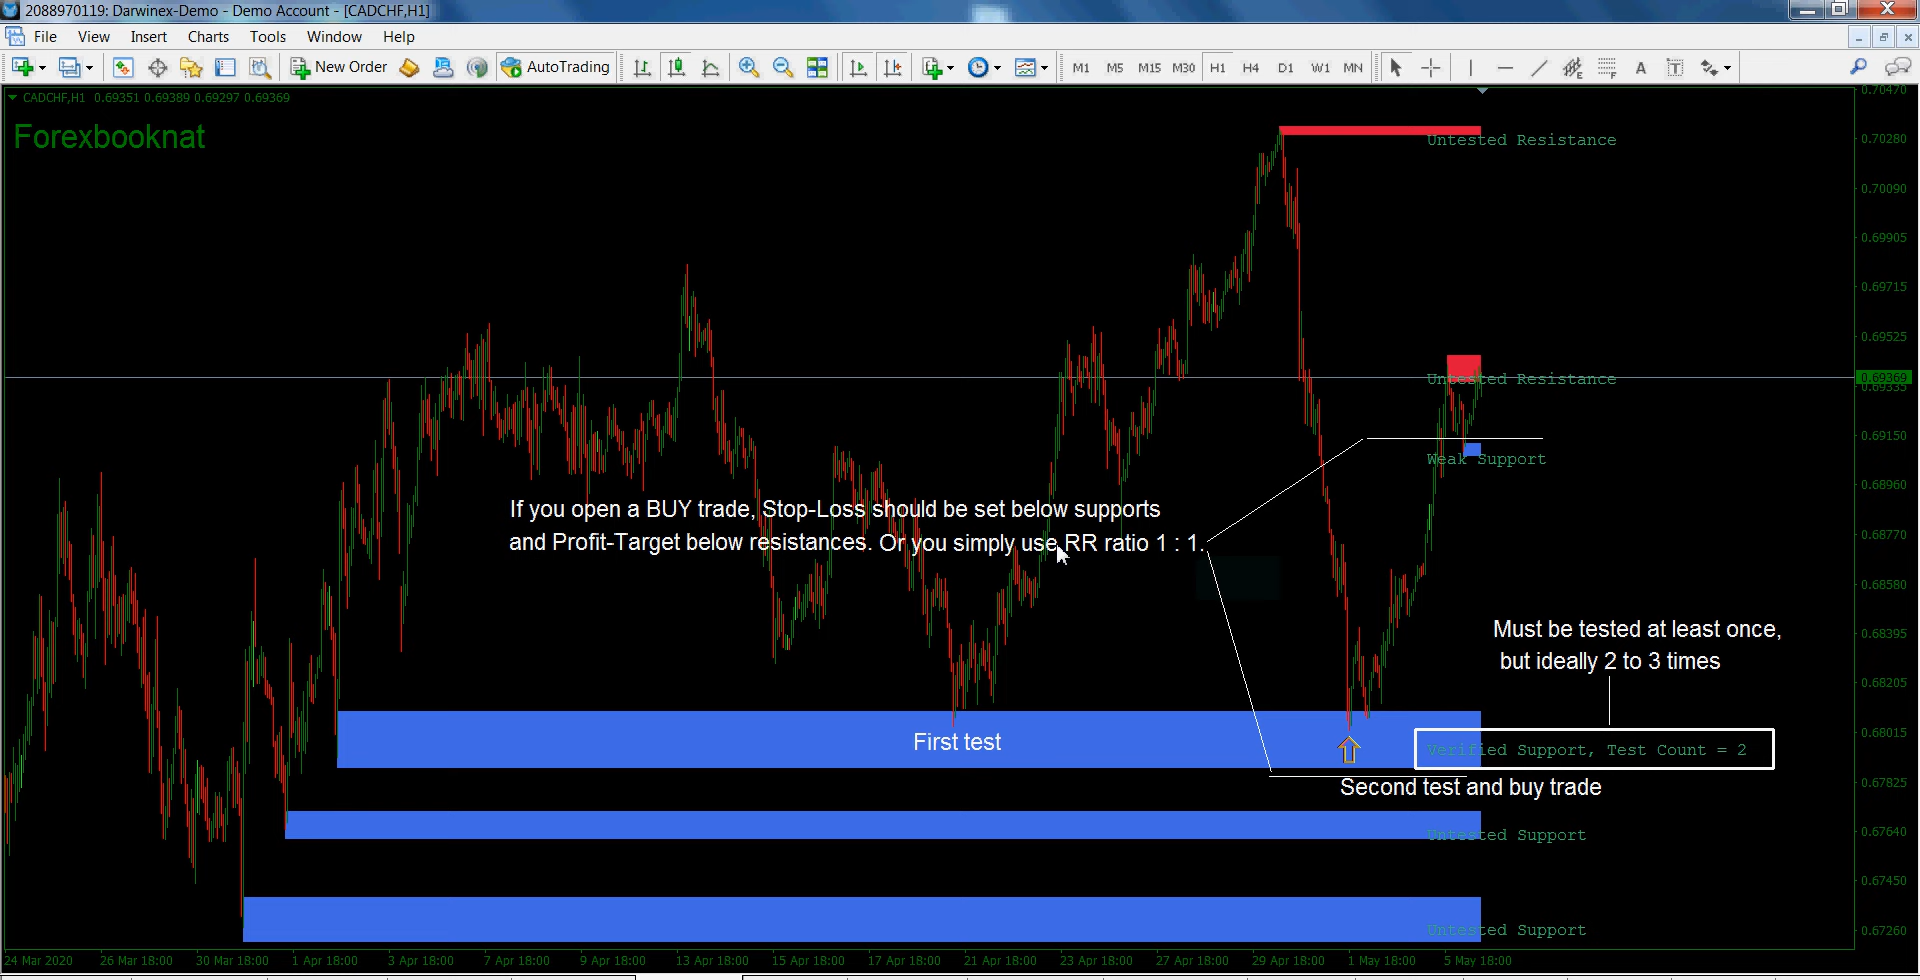 2088970119: Darwinex-Demo - Demo Account - [CADCHF,H1]
File View Insert Charts Tools Window Help
New Order AutoTrading M1 M5 M15 M30 H1 H4 D1 W1 MN
CADCHF,H1 0.69351 0.69389 0.69297 0.69369
Forexbooknat
0.70470
Untested Resistance
0.70280
0.70090
0.69905
0.69715
0.69525
Untested Resistance
0.69369
0.69335
0.69150
Weak Support
0.68960
If you open a BUY trade, Stop-Loss should be set below supports
and Profit-Target below resistances. Or you simply use RR ratio 1 : 1.
0.68770
0.68580
Must be tested at least once,
but ideally 2 to 3 times
0.68395
0.68205
First test
0.68015
Verified Support, Test Count = 2
Second test and buy trade
0.67825
Untested Support
0.67640
0.67450
Untested Support
0.67260
24 Mar 2020 26 Mar 18:00 30 Mar 18:00 1 Apr 18:00 3 Apr 18:00 7 Apr 18:00 9 Apr 18:00 13 Apr 18:00 15 Apr 18:00 17 Apr 18:00 21 Apr 18:00 23 Apr 18:00 27 Apr 18:00 29 Apr 18:00 1 May 18:00 5 May 18:00